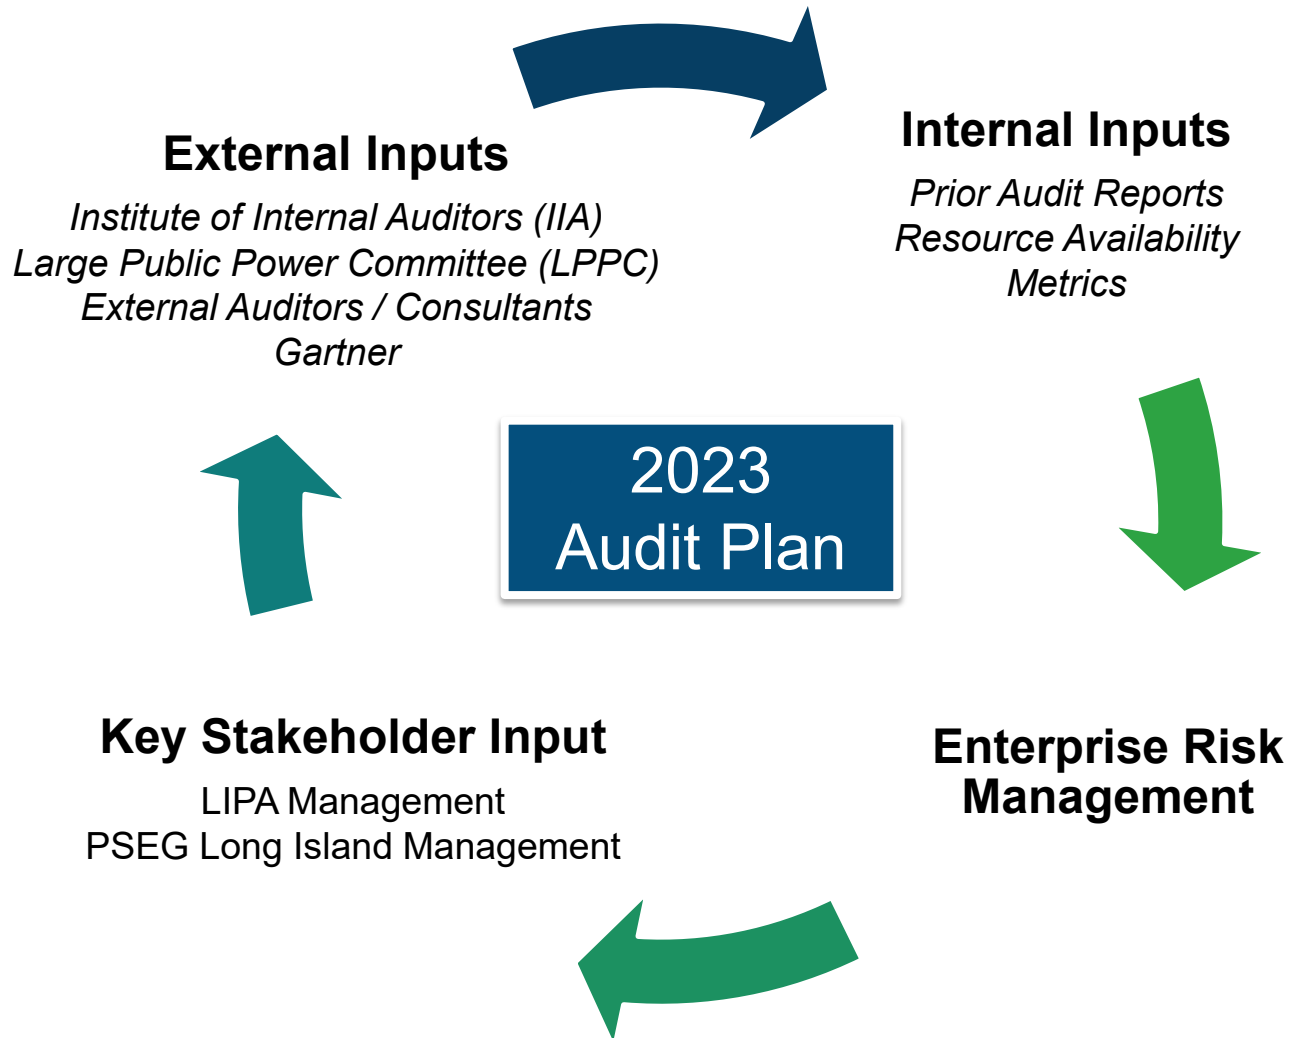 External Inputs
Institute of Internal Auditors (IIA)
Large Public Power Committee (LPPC)
External Auditors / Consultants
Gartner
Internal Inputs
Prior Audit Reports
Resource Availability
Metrics
2023
Audit Plan
Key Stakeholder Input
LIPA Management
PSEG Long Island Management
Enterprise Risk
Management